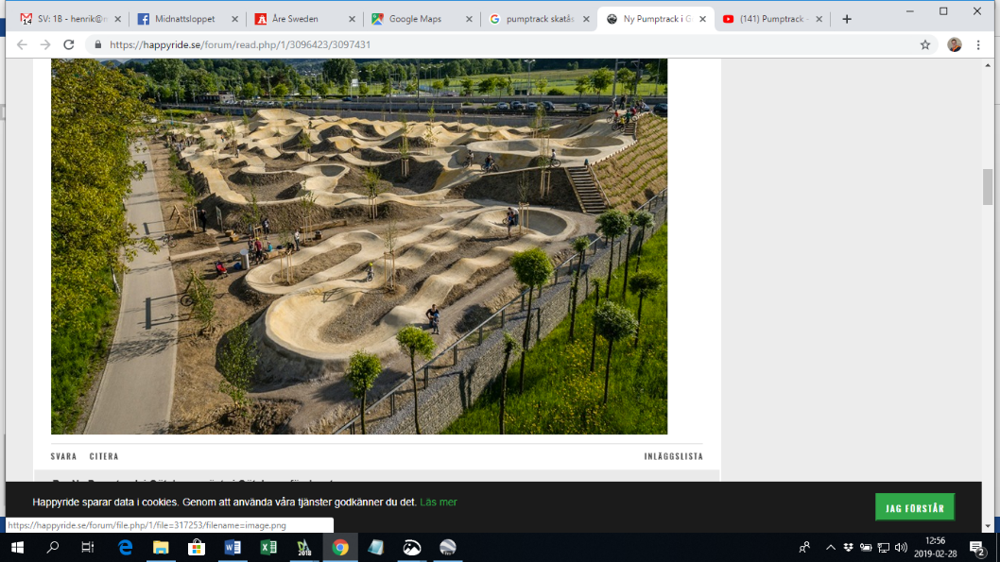 SV: 1B - henrik@
Midnattsloppet
Åre Sweden
Google Maps
pumptrack skatås
Ny Pumptrack i G
(141) Pumptrack -
14
https://happyride.se/forum/read.php/1/3096423/3097431
SVARA CITERA INLÄGGSLISTA
Happyride sparar data i cookies. Genom att använda våra tjänster godkänner du det. Läs mer
JAG FÖRSTÅR
https://happyride.se/forum/file.php/1/file=317253/filename=image.png
2018
12:56
2019-02-28
2